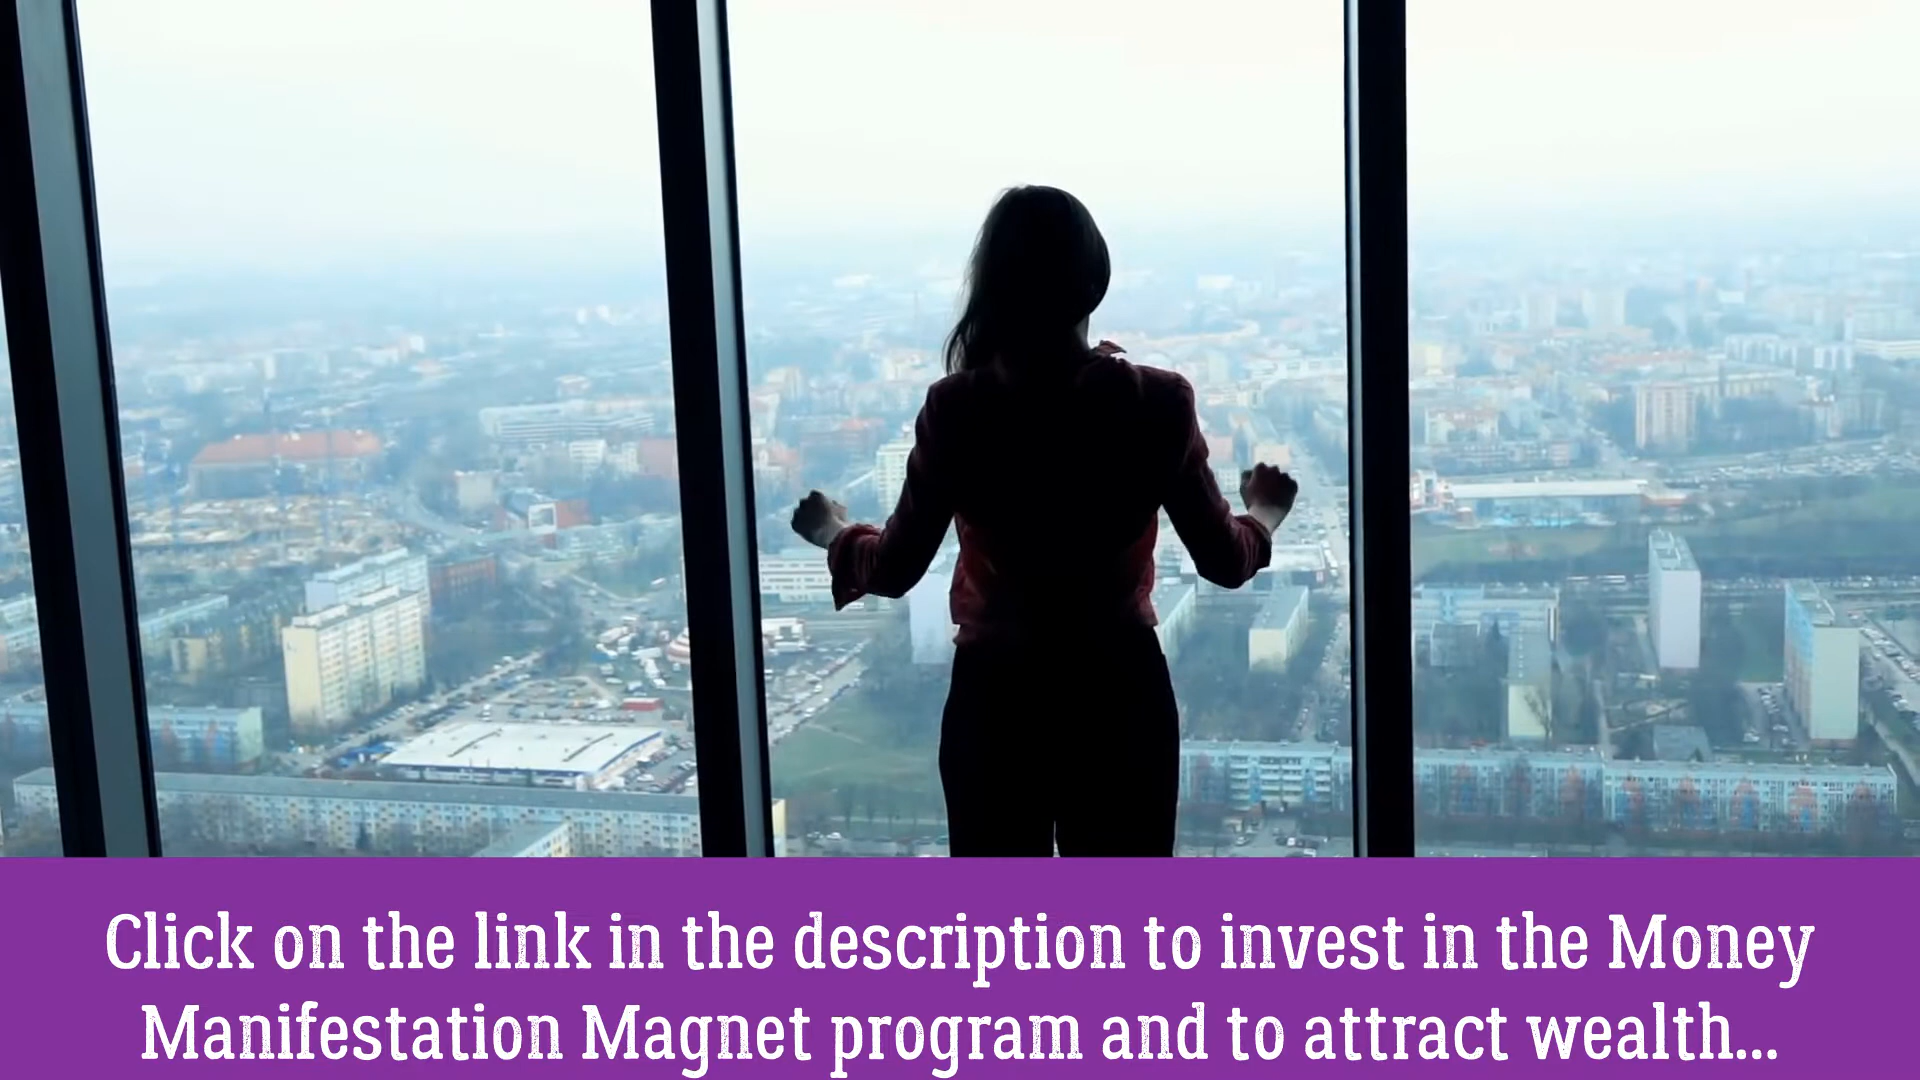 Click on the link in the description to invest in the Money
Manifestation Magnet program and to attract wealth...